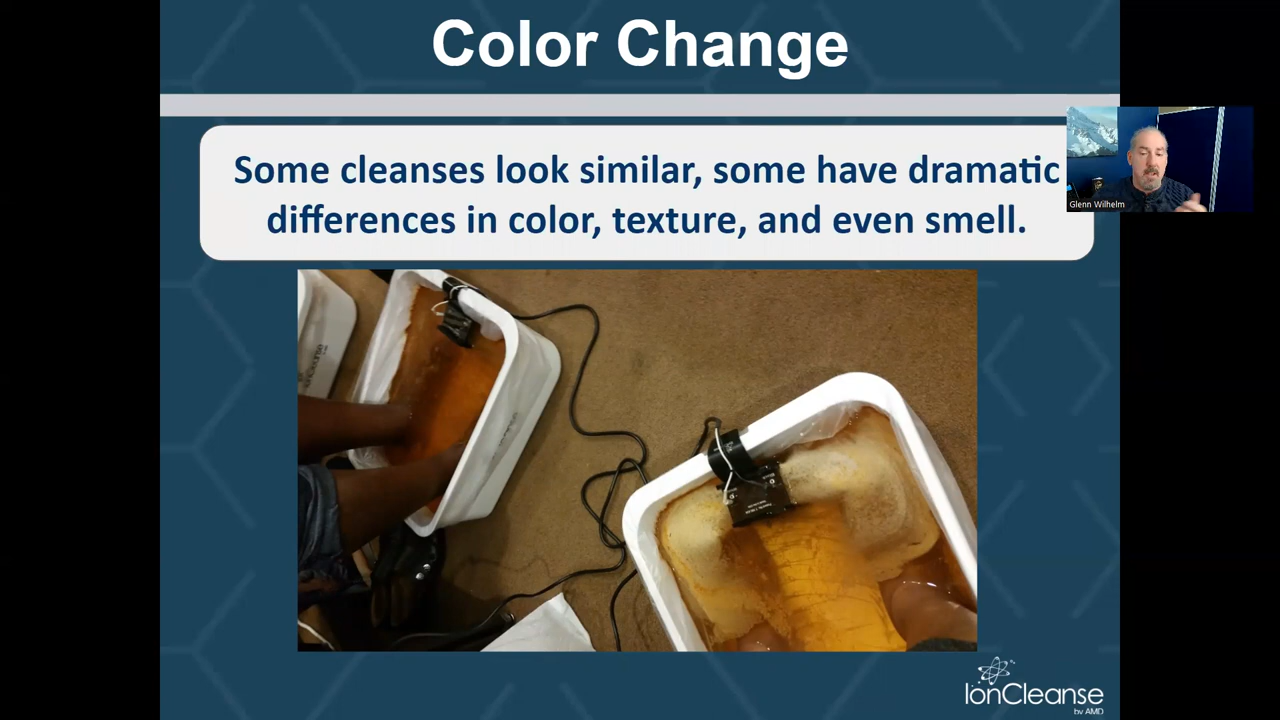 Color Change
Some cleanses look similar, some have dramatic
differences in color, texture, and even smell.
Glenn Wilhelm
IonCleanse
by AMD